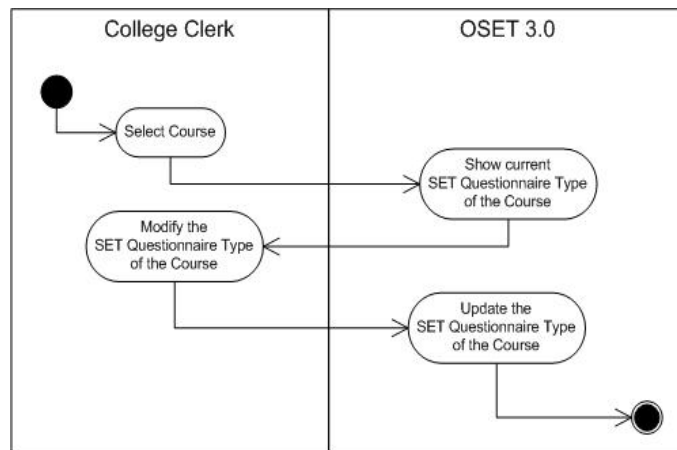 College Clerk
OSET 3.0
Select Course
Show current
SET Questionnaire Type
of the Course
Modify the
SET Questionnaire Type
of the Course
Update the
SET Questionnaire Type
of the Course